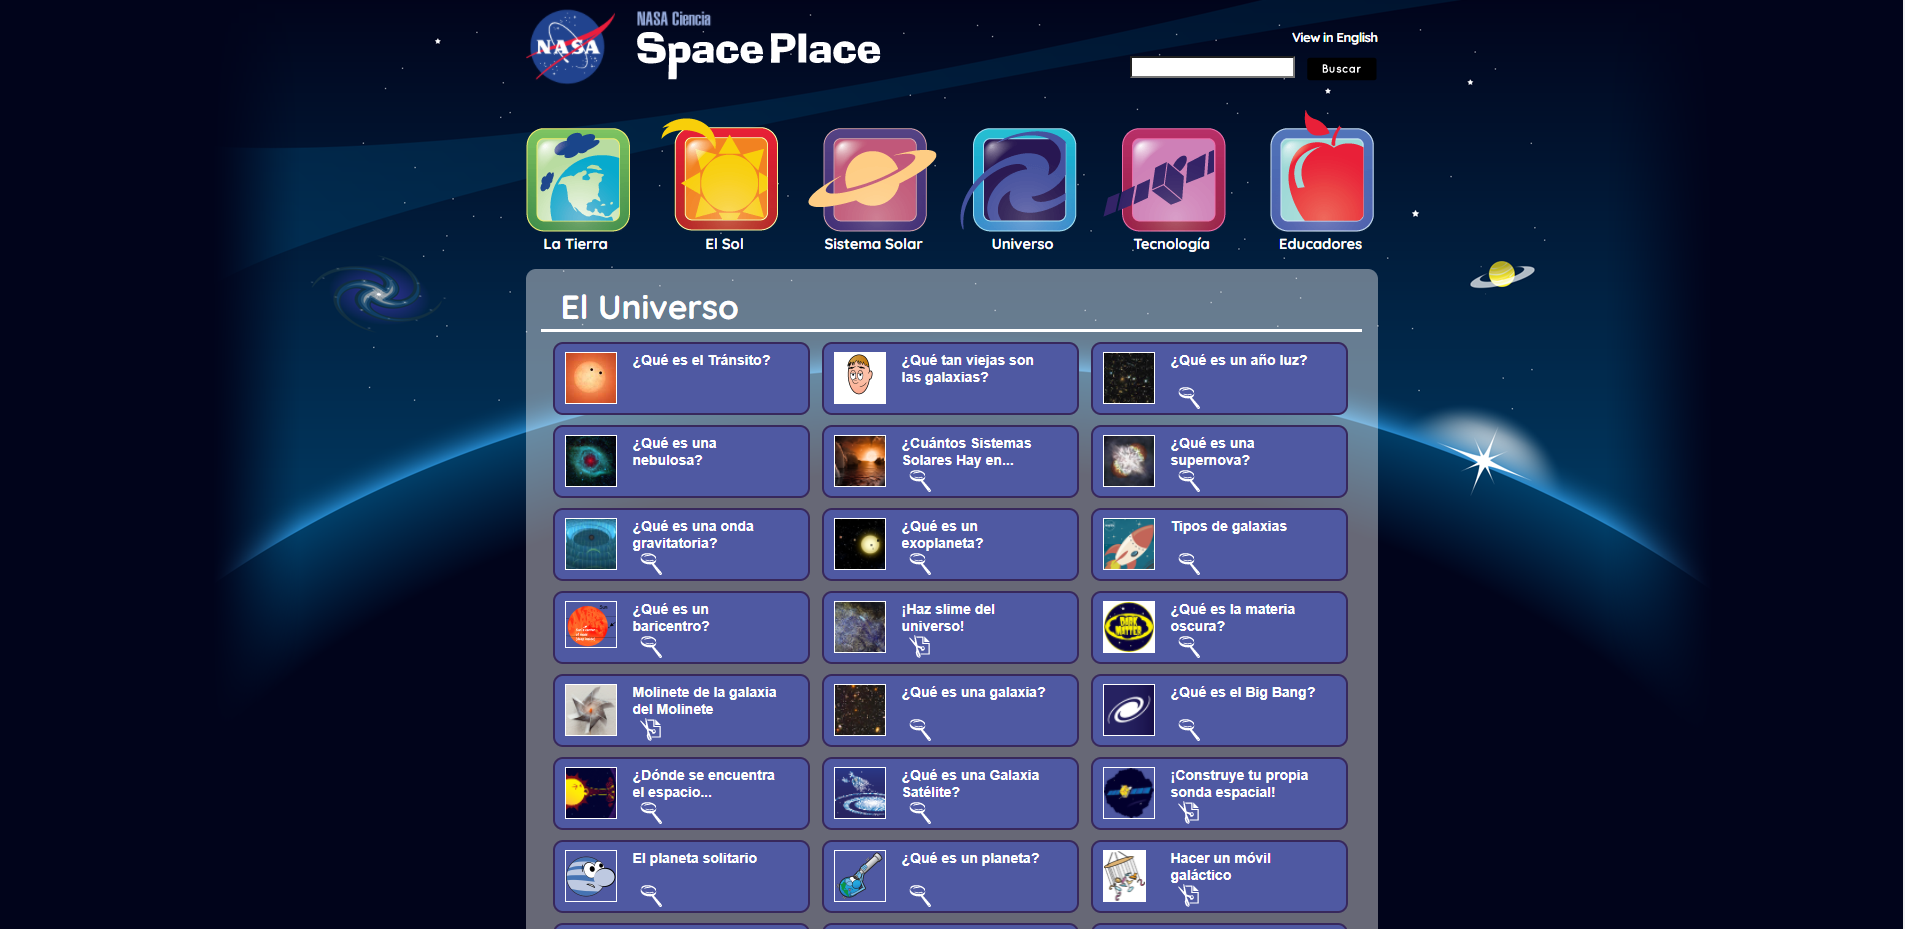 NASA
NASA Ciencia
Space Place
View in English
Buscar
La Tierra
El Sol
Sistema Solar
Universo
Tecnología
Educadores
El Universo
¿Qué es el Tránsito?
¿Qué tan viejas son
las galaxias?
¿Qué es un año luz?
¿Qué es una
nebulosa?
¿Cuántos Sistemas
Solares Hay en...
¿Qué es una
supernova?
¿Qué es una onda
gravitatoria?
¿Qué es un
exoplaneta?
Tipos de galaxias
¿Qué es un
baricentro?
¡Haz slime del
universo!
DARK
MATTER
¿Qué es la materia
oscura?
Molinete de la galaxia
del Molinete
¿Qué es una galaxia?
¿Qué es el Big Bang?
¿Dónde se encuentra
el espacio...
¿Qué es una Galaxia
Satélite?
¡Construye tu propia
sonda espacial!
El planeta solitario
¿Qué es un planeta?
Hacer un móvil
galáctico